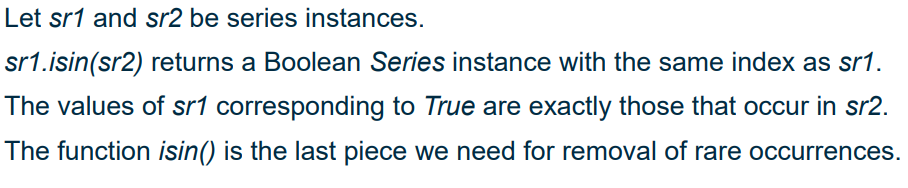 Let sr1 and sr2 be series instances.
sr1.isin(sr2) returns a Boolean Series instance with the same index as sr1.
The values of sr1 corresponding to True are exactly those that occur in sr2.
The function isin() is the last piece we need for removal of rare occurrences.